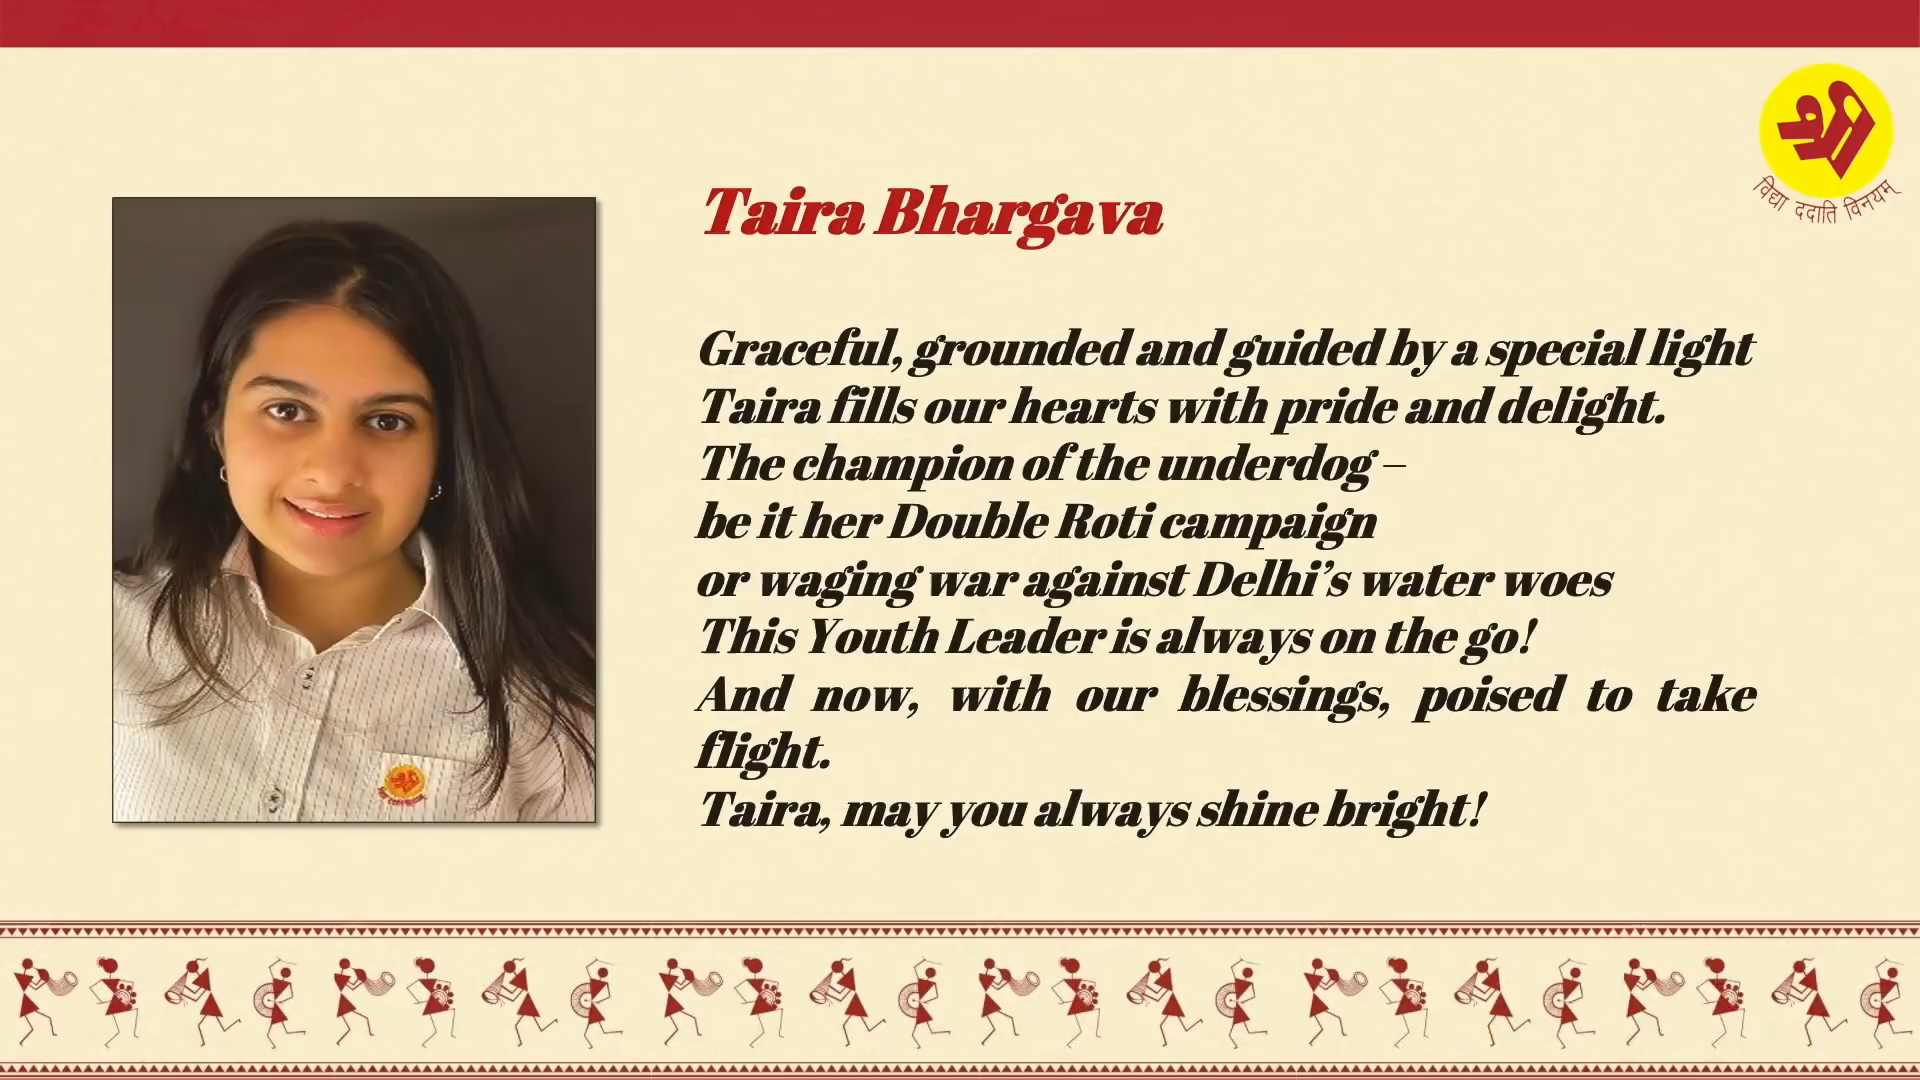 श्री
विद्या ददाति विनयम्
Taira Bhargava
Graceful, grounded and guided by a special light
Taira fills our hearts with pride and delight.
The champion of the underdog –
be it her Double Roti campaign
or waging war against Delhi’s water woes
This Youth Leader is always on the go!
And now, with our blessings, poised to take
flight.
Taira, may you always shine bright!
श्री